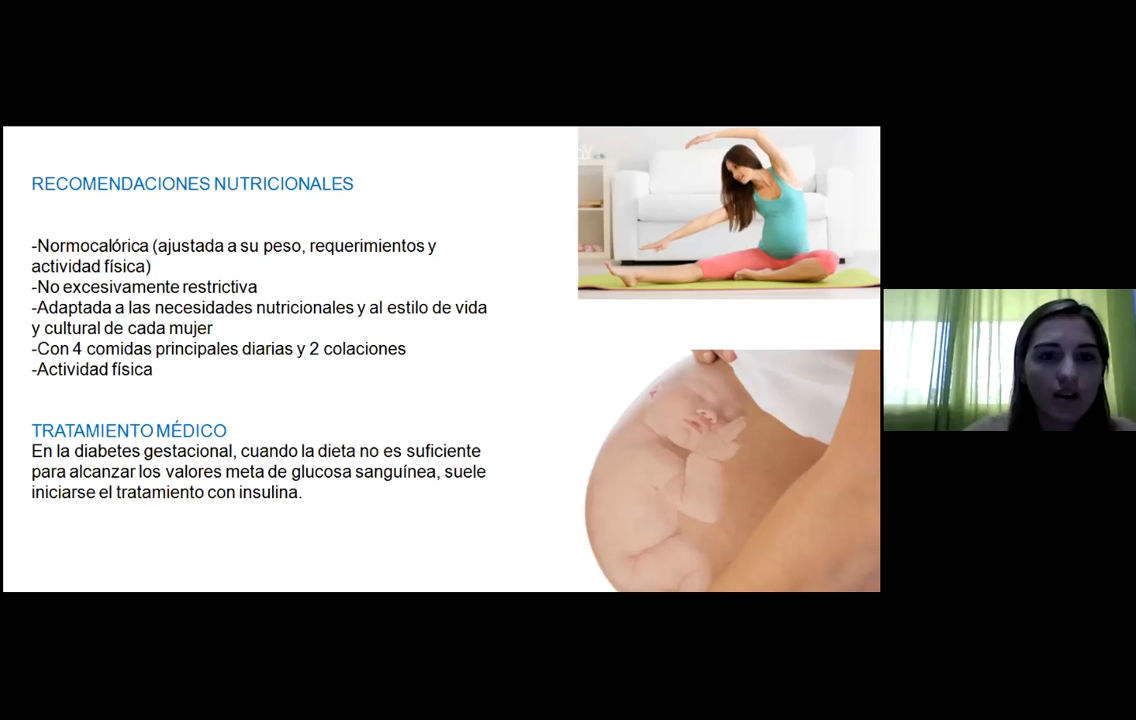 RECOMENDACIONES NUTRICIONALES
-Normocalórica (ajustada a su peso, requerimientos y
actividad física)
-No excesivamente restrictiva
-Adaptada a las necesidades nutricionales y al estilo de vida
y cultural de cada mujer
-Con 4 comidas principales diarias y 2 colaciones
-Actividad física
TRATAMIENTO MÉDICO
En la diabetes gestacional, cuando la dieta no es suficiente
para alcanzar los valores meta de glucosa sanguínea, suele
iniciarse el tratamiento con insulina.